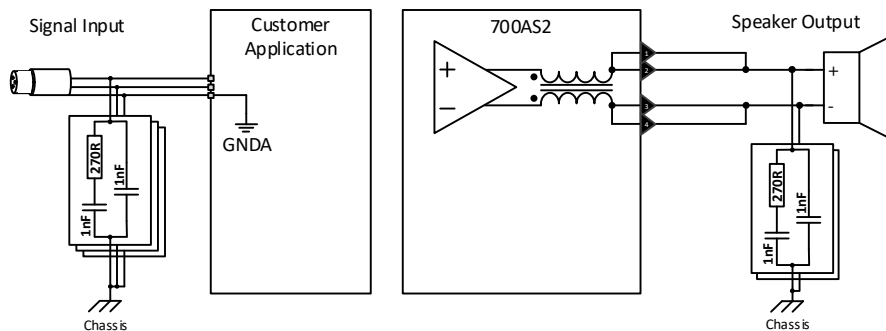 Signal Input
Customer
Application
700AS2
Speaker Output
GNDA
1
2
3
4
+
−
+
-
270R
1nF
1nF
Chassis
270R
1nF
1nF
Chassis